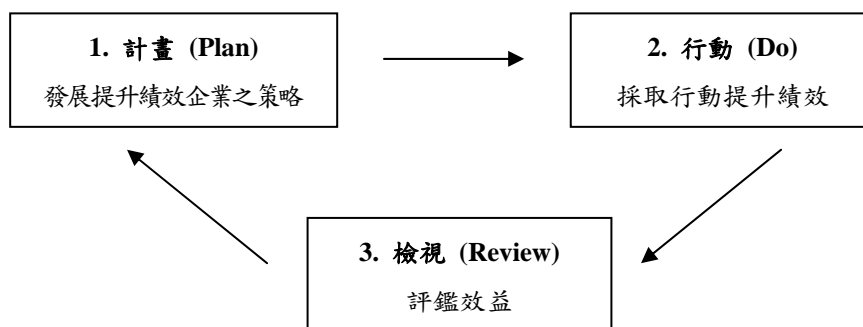 1. 計畫 (Plan)
發展提升績效企業之策略
2. 行動 (Do)
採取行動提升績效
3. 檢視 (Review)
評鑑效益